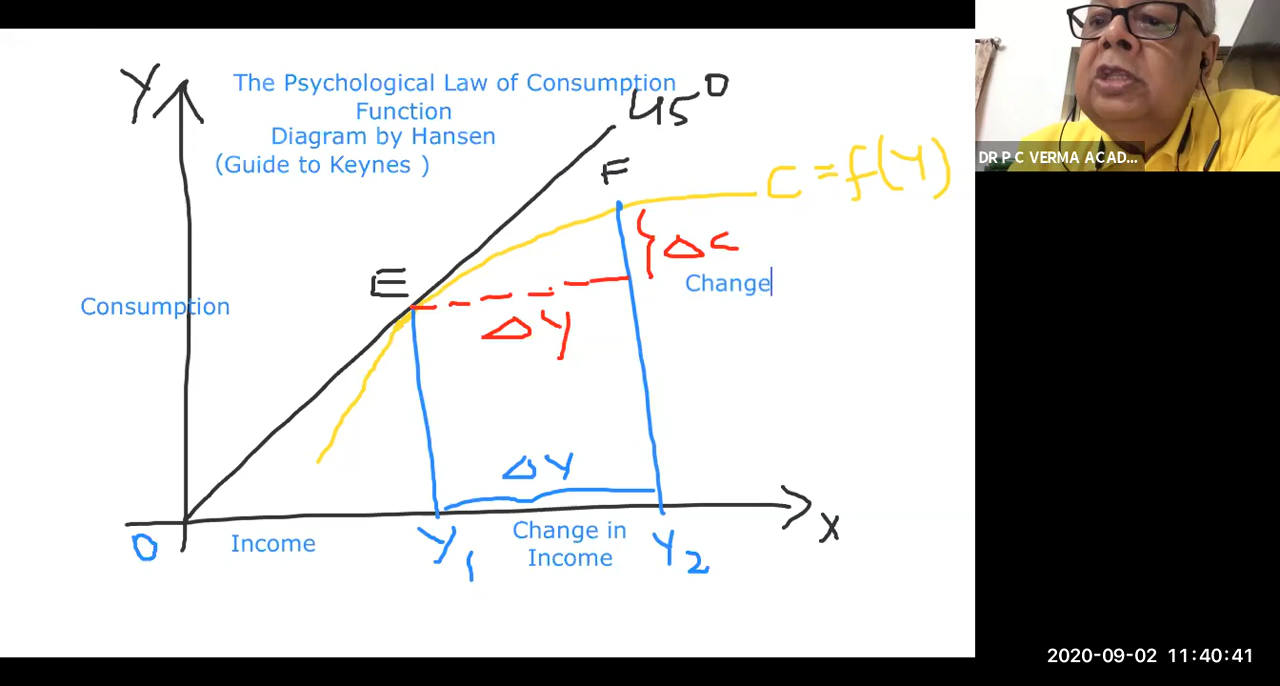 Y
The Psychological Law of Consumption
Function
Diagram by Hansen
(Guide to Keynes )
45°
F
C = f(Y)
E
ΔC
Change
Consumption
ΔY
ΔY
O
Income
Y1
Change in
Income
Y2
X
DR P C VERMA ACAD...
2020-09-02 11:40:41